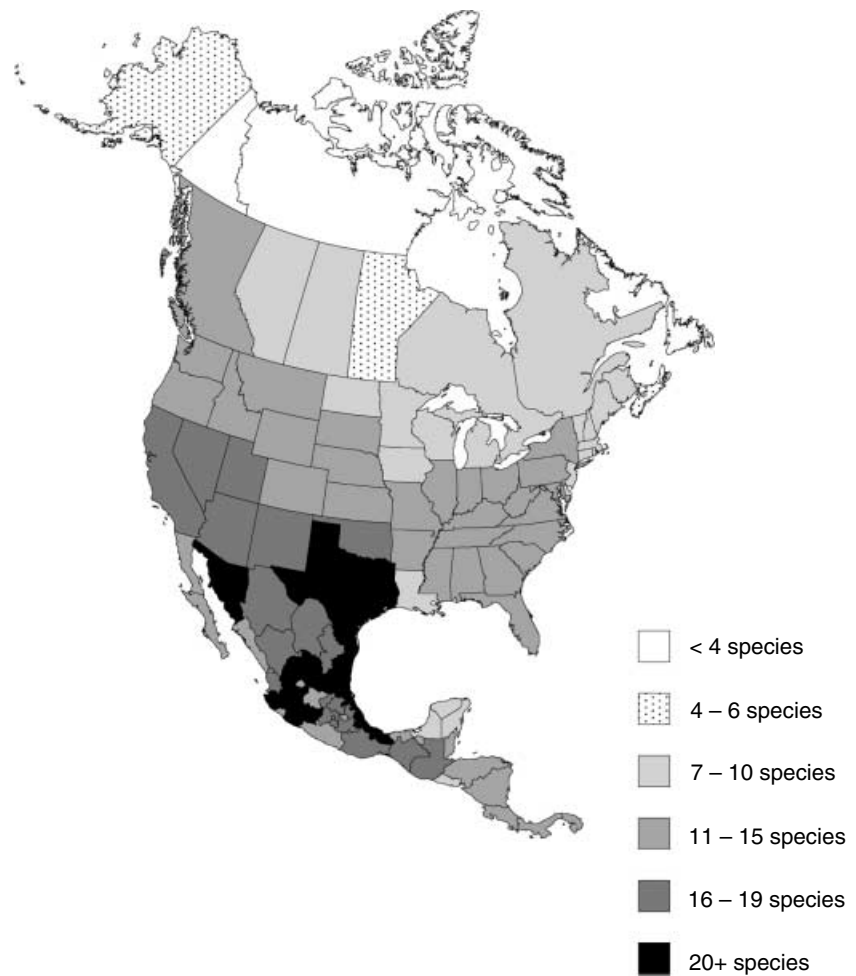 < 4 species
4 – 6 species
7 – 10 species
11 – 15 species
16 – 19 species
20+ species